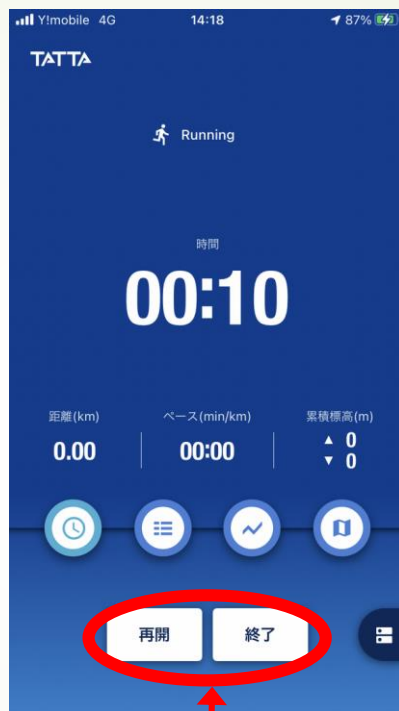 Y!mobile 4G 14:18 87%
TATTA
Running
時間
00:10
距離(km) ペース(min/km) 累積標高(m)
0.00 00:00 ▲ 0
▼ 0
再開 終了